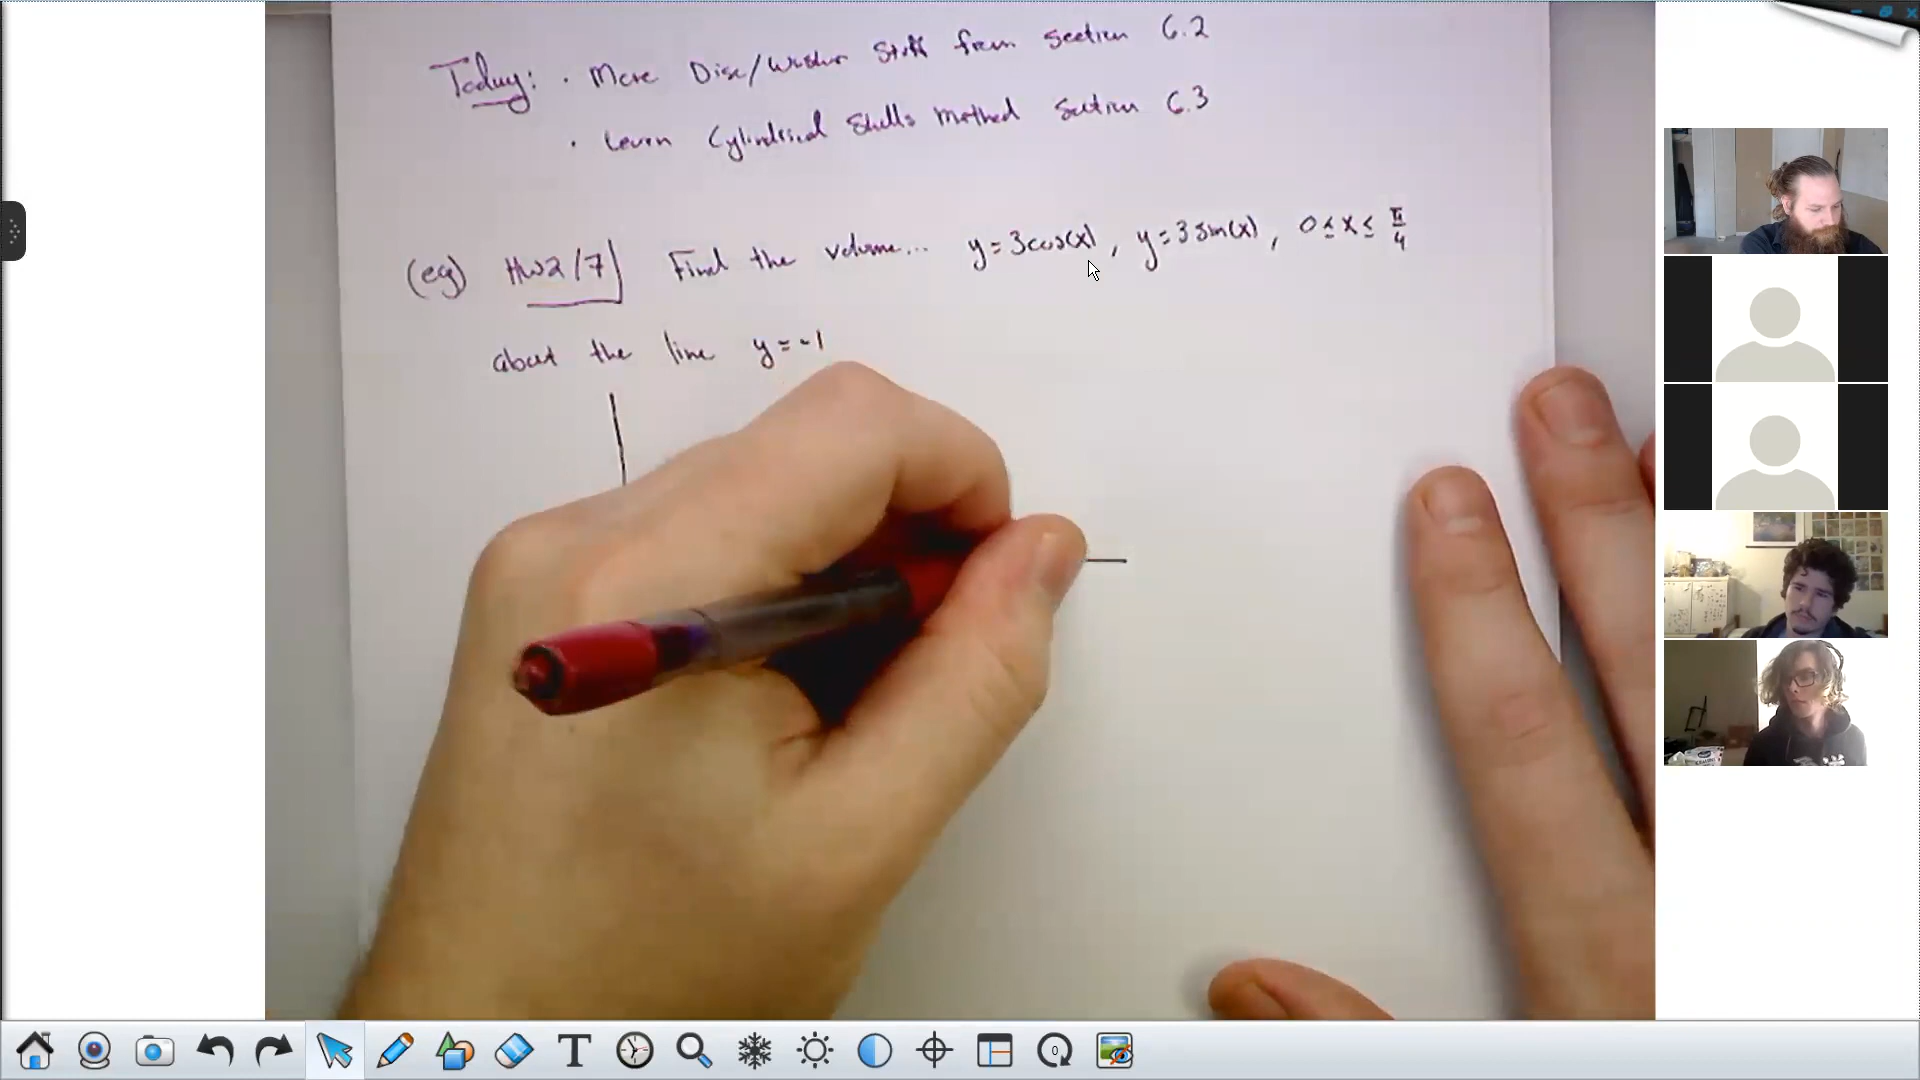 Today: · More Disc/Washer Stuff from Section 6.2
· Learn Cylindrical Shells Method Section 6.3
(eg) HW2/7 Find the volume... y=3cos(x), y=3sin(x), 0≤x≤π/4
about the line y=-1
T
0